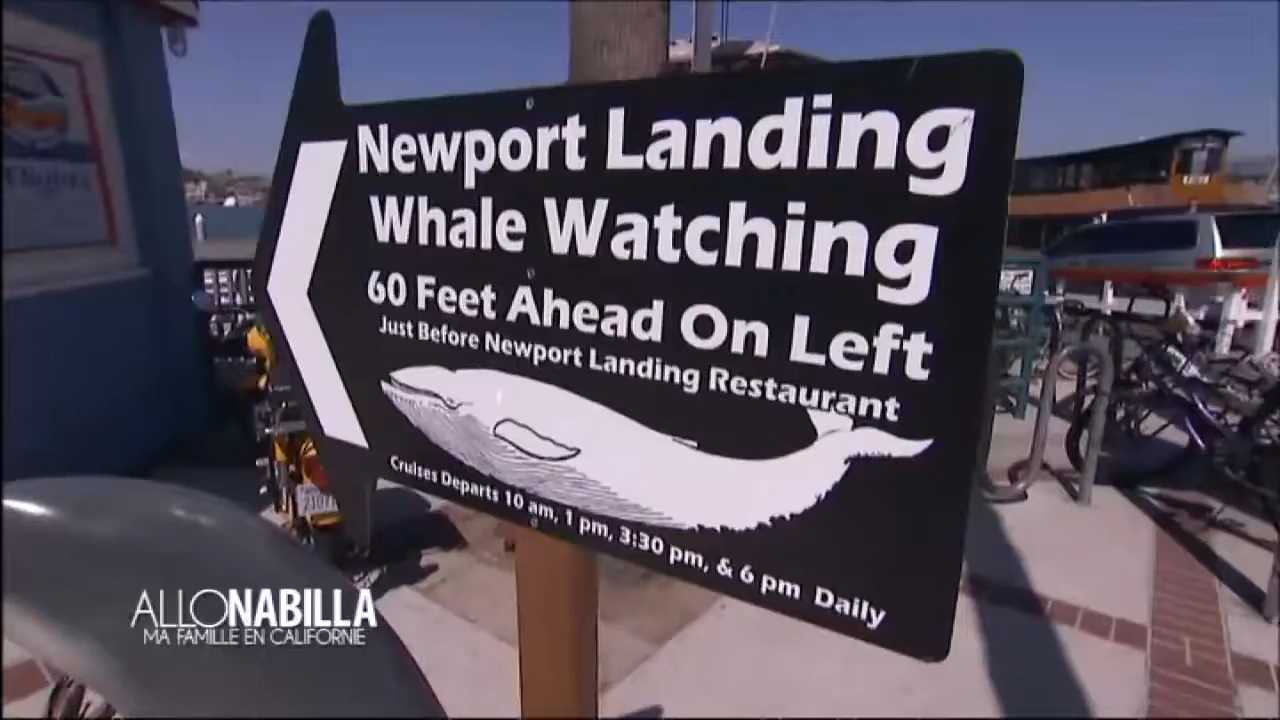 Newport Landing
Whale Watching
60 Feet Ahead On Left
Just Before Newport Landing Restaurant
Cruises Departs 10 am, 1 pm, 3:30 pm, & 6 pm Daily
ALLONABILLA
MA FAMILLE EN CALIFORNIE